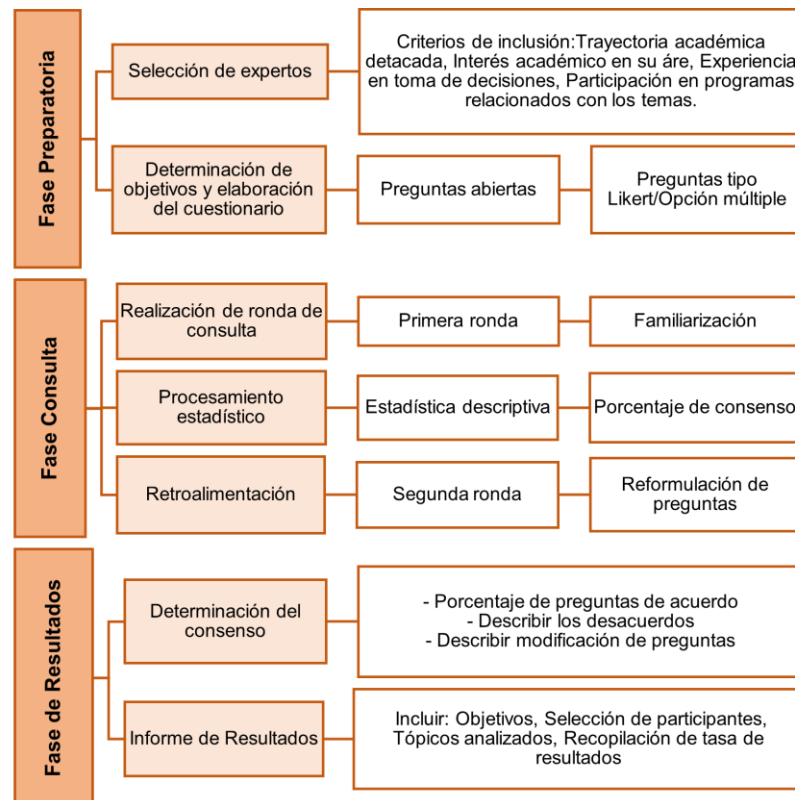 Fase Preparatoria
Selección de expertos
Criterios de inclusión:Trayectoria académica
detacada, Interés académico en su áre, Experiencia
en toma de decisiones, Participación en programas
relacionados con los temas.
Determinación de
objetivos y elaboración
del cuestionario
Preguntas abiertas
Preguntas tipo
Likert/Opción múltiple
Fase Consulta
Realización de ronda de
consulta
Primera ronda
Familiarización
Procesamiento
estadístico
Estadística descriptiva
Porcentaje de consenso
Retroalimentación
Segunda ronda
Reformulación de
preguntas
Fase de Resultados
Determinación del
consenso
- Porcentaje de preguntas de acuerdo
- Describir los desacuerdos
- Describir modificación de preguntas
Informe de Resultados
Incluir: Objetivos, Selección de participantes,
Tópicos analizados, Recopilación de tasa de
resultados